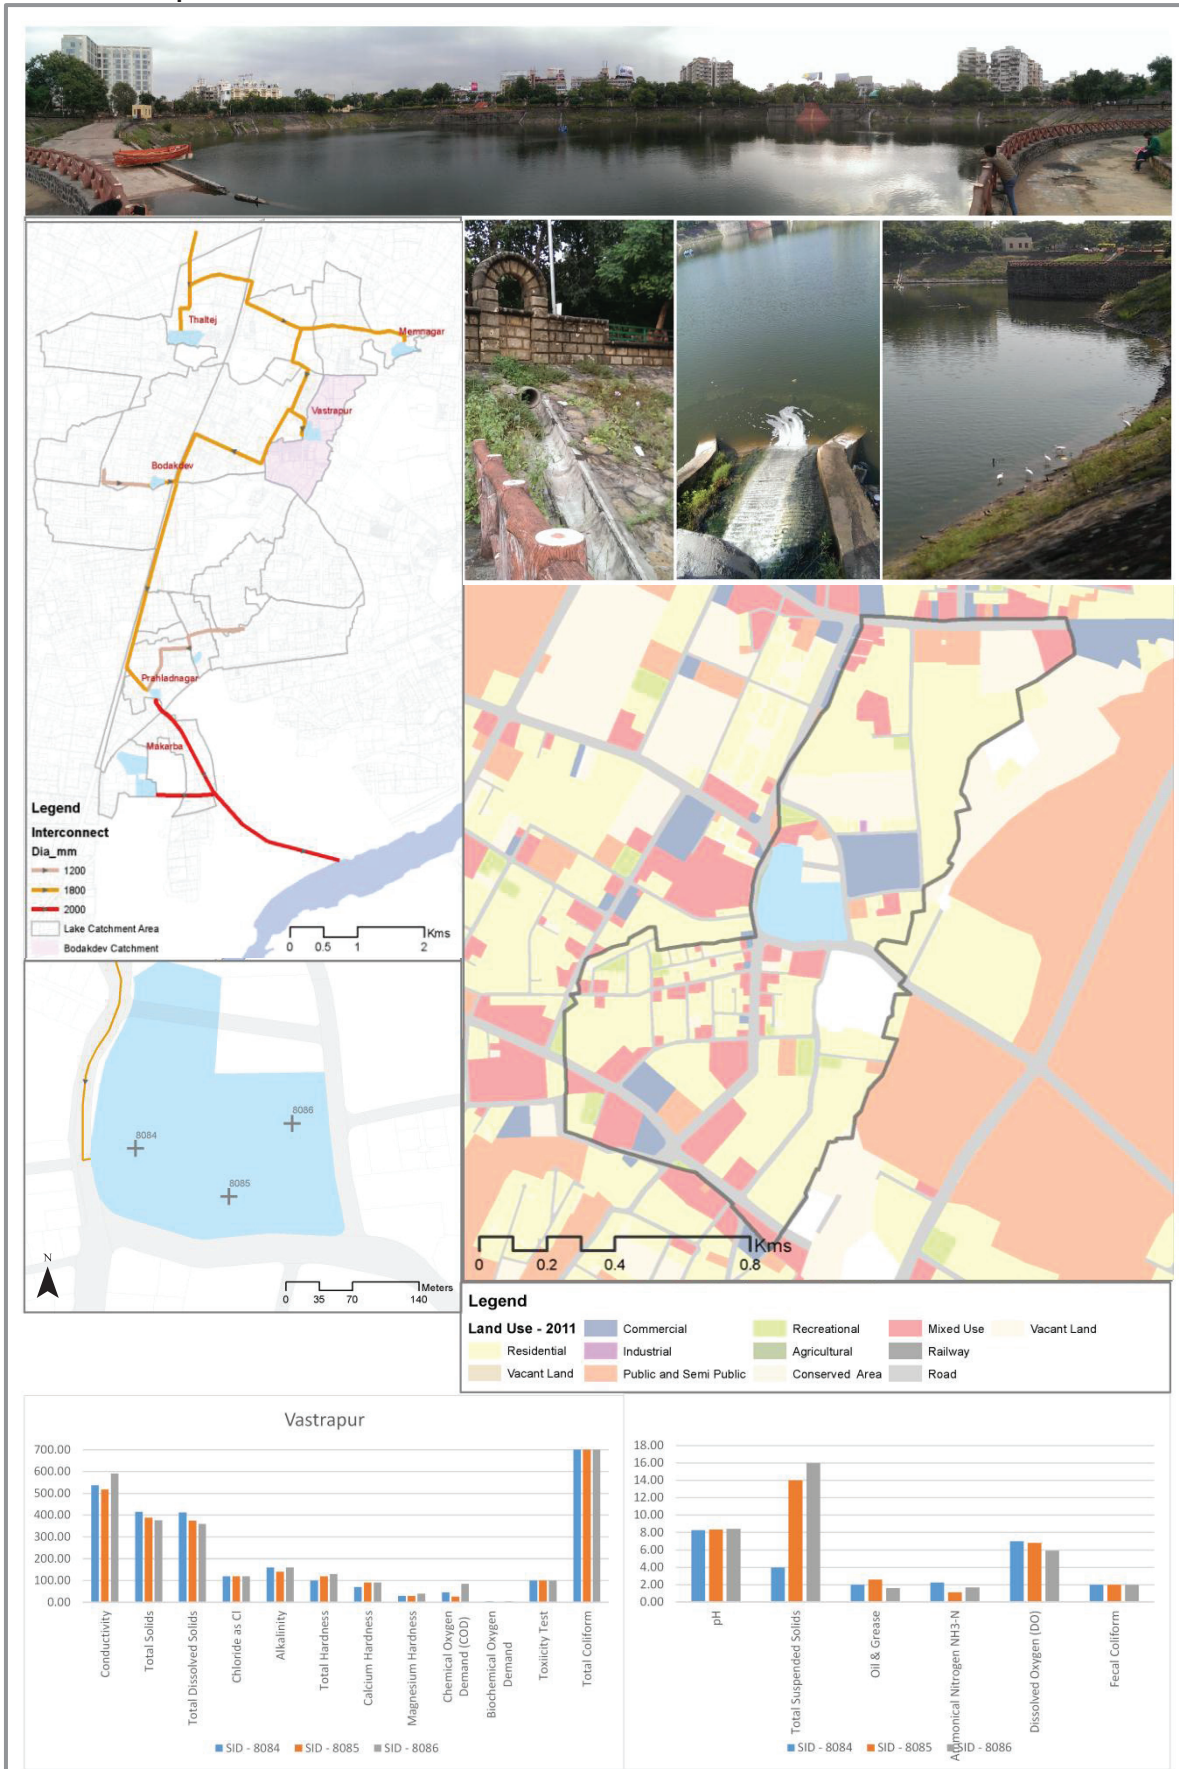 Thaltej
Memnagar
Vastrapur
Bodakdev
Prahladnagar
Makarba
Legend
Interconnect
Dia_mm
1200
1800
2000
Lake Catchment Area
Bodakdev Catchment
Kms
0 0.5 1 2
8084
8086
8085
N
Meters
0 35 70 140
Kms
0 0.2 0.4 0.8
Legend
Land Use - 2011
Commercial
Recreational
Mixed Use
Vacant Land
Residential
Industrial
Agricultural
Railway
Vacant Land
Public and Semi Public
Conserved Area
Road
Vastrapur
700.00
600.00
500.00
400.00
300.00
200.00
100.00
0.00
Conductivity
Total Solids
Total Dissolved Solids
Chloride as Cl
Alkalinity
Total Hardness
Calcium Hardness
Magnesium Hardness
Chemical Oxygen
Demand (COD)
Biochemical Oxygen
Demand
Toxiicity Test
Total Coliform
SID - 8084 SID - 8085 SID - 8086
18.00
16.00
14.00
12.00
10.00
8.00
6.00
4.00
2.00
0.00
pH
Total Suspended Solids
Oil & Grease
Ammonical Nitrogen NH3-N
Dissolved Oxygen (DO)
Fecal Coliform
SID - 8084 SID - 8085 SID - 8086